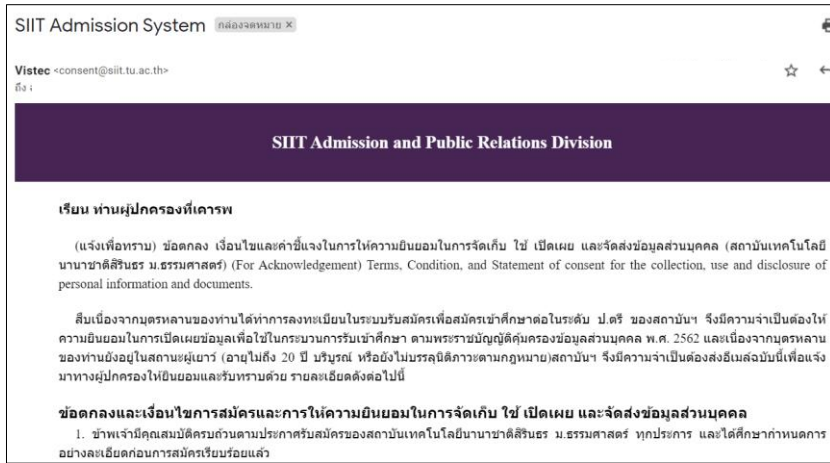 SIIT Admission System กล่องจดหมาย ×
Vistec <consent@siit.tu.ac.th>
ถึง
SIIT Admission and Public Relations Division
เรียน ท่านผู้ปกครองที่เคารพ
(แจ้งเพื่อทราบ) ข้อตกลง เงื่อนไขและคำชี้แจงในการให้ความยินยอมในการจัดเก็บ ใช้ เปิดเผย และจัดส่งข้อมูลส่วนบุคคล (สถาบันเทคโนโลยี
นานาชาติสิรินธร ม.ธรรมศาสตร์) (For Acknowledgement) Terms, Condition, and Statement of consent for the collection, use and disclosure of
personal information and documents.
สืบเนื่องจากบุตรหลานของท่านได้ทำการลงทะเบียนในระบบรับสมัครเพื่อสมัครเข้าศึกษาต่อในระดับ ป.ตรี ของสถาบันฯ จึงมีความจำเป็นต้องให้
ความยินยอมในการเปิดเผยข้อมูลเพื่อใช้ในกระบวนการรับเข้าศึกษา ตามพระราชบัญญัติคุ้มครองข้อมูลส่วนบุคคล พ.ศ. 2562 และเนื่องจากบุตรหลาน
ของท่านยังอยู่ในสถานะผู้เยาว์ (อายุไม่ถึง 20 ปี บริบูรณ์ หรือยังไม่บรรลุนิติภาวะตามกฎหมาย)สถาบันฯ จึงมีความจำเป็นต้องส่งอีเมล์ฉบับนี้เพื่อแจ้ง
มาทางผู้ปกครองให้ยินยอมและรับทราบด้วย รายละเอียดดังต่อไปนี้
ข้อตกลงและเงื่อนไขการสมัครและการให้ความยินยอมในการจัดเก็บ ใช้ เปิดเผย และจัดส่งข้อมูลส่วนบุคคล
1. ข้าพเจ้ามีคุณสมบัติครบถ้วนตามประกาศรับสมัครของสถาบันเทคโนโลยีนานาชาติสิรินธร ม.ธรรมศาสตร์ ทุกประการ และได้ศึกษากำหนดการ
อย่างละเอียดก่อนการสมัครเรียบร้อยแล้ว